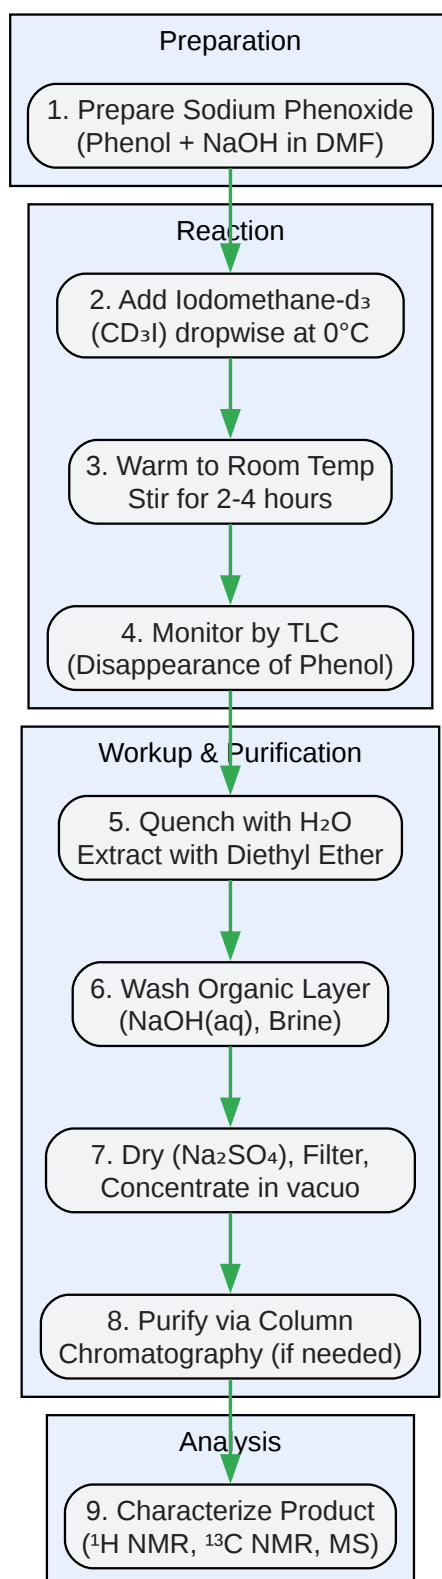 Preparation
1. Prepare Sodium Phenoxide
(Phenol + NaOH in DMF)
Reaction
2. Add Iodomethane-d₃
(CD₃I) dropwise at 0°C
3. Warm to Room Temp
Stir for 2-4 hours
4. Monitor by TLC
(Disappearance of Phenol)
Workup & Purification
5. Quench with H₂O
Extract with Diethyl Ether
6. Wash Organic Layer
(NaOH(aq), Brine)
7. Dry (Na₂SO₄), Filter,
Concentrate in vacuo
8. Purify via Column
Chromatography (if needed)
Analysis
9. Characterize Product
(¹H NMR, ¹³C NMR, MS)